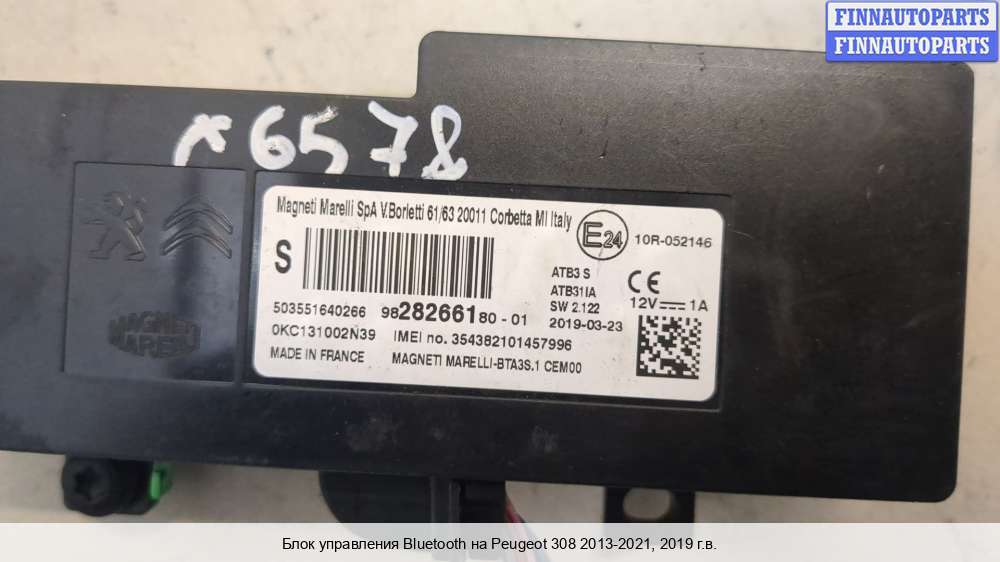 FINNAUTOPARTS
FINNAUTOPARTS
6578
MAGNETI
MARELLI
Magneti Marelli SpA V.Borletti 61/63 20011 Corbetta MI Italy
E24
10R-052146
S
ATB3 S
ATB31IA
SW 2.122
2019-03-23
CE
12V 1A
503551640266
9828266180-01
0KC131002N39
IMEI no. 354382101457996
MADE IN FRANCE
MAGNETI MARELLI-BTA3S.1 CEM00
Блок управления Bluetooth на Peugeot 308 2013-2021, 2019 г.в.